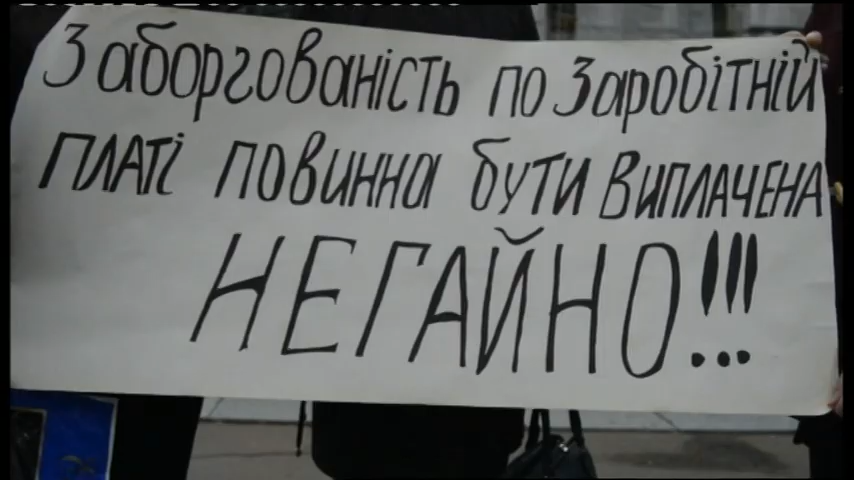 Заборгованість по Заробітній
платі повинна бути виплачена
НЕГАЙНО!!!